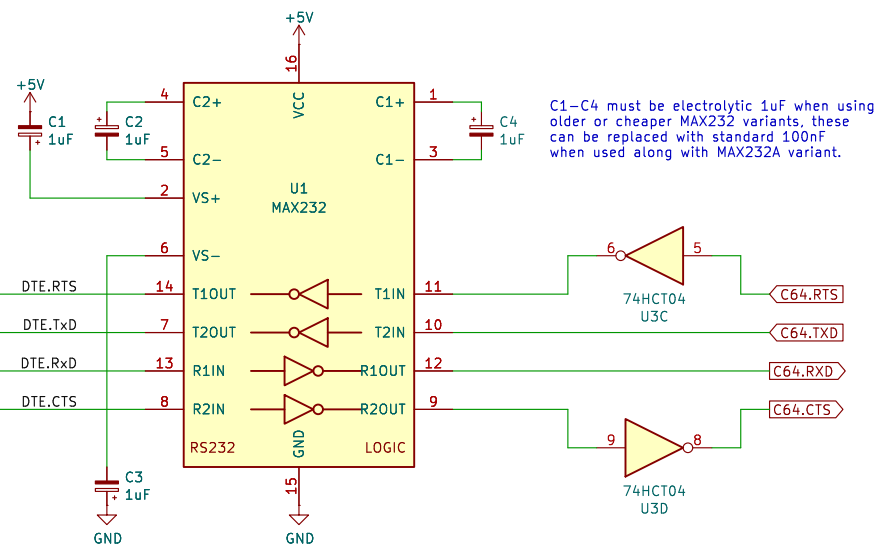 +5V
16
VCC
+5V
C1
1uF
+
+
C2
1uF
4
C2+
C1+
1
+
C4
1uF
5
C2-
C1-
3
2
VS+
U1
MAX232
6
VS-
C1-C4 must be electrolytic 1uF when using
older or cheaper MAX232 variants, these
can be replaced with standard 100nF
when used along with MAX232A variant.
6
5
74HCT04
U3C
DTE.RTS
14
T1OUT
T1IN
11
C64.RTS
DTE.TxD
7
T2OUT
T2IN
10
C64.TXD
DTE.RxD
13
R1IN
R1OUT
12
C64.RXD
DTE.CTS
8
R2IN
R2OUT
9
C64.CTS
RS232
GND
LOGIC
9
8
74HCT04
U3D
C3
1uF
+
15
GND
GND